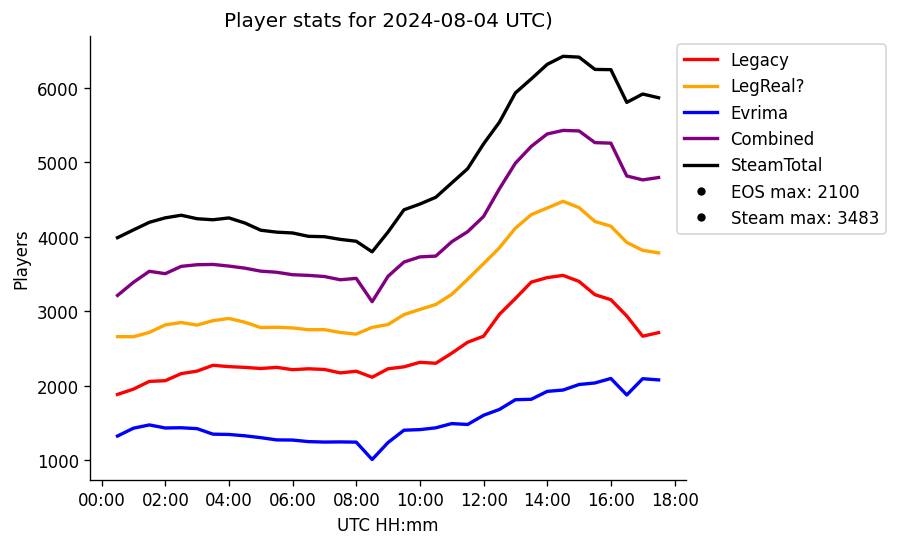 Player stats for 2024-08-04 UTC)
Players
6000
5000
4000
3000
2000
1000
00:00 02:00 04:00 06:00 08:00 10:00 12:00 14:00 16:00 18:00
UTC HH:mm
Legacy
LegReal?
Evrima
Combined
SteamTotal
EOS max: 2100
Steam max: 3483